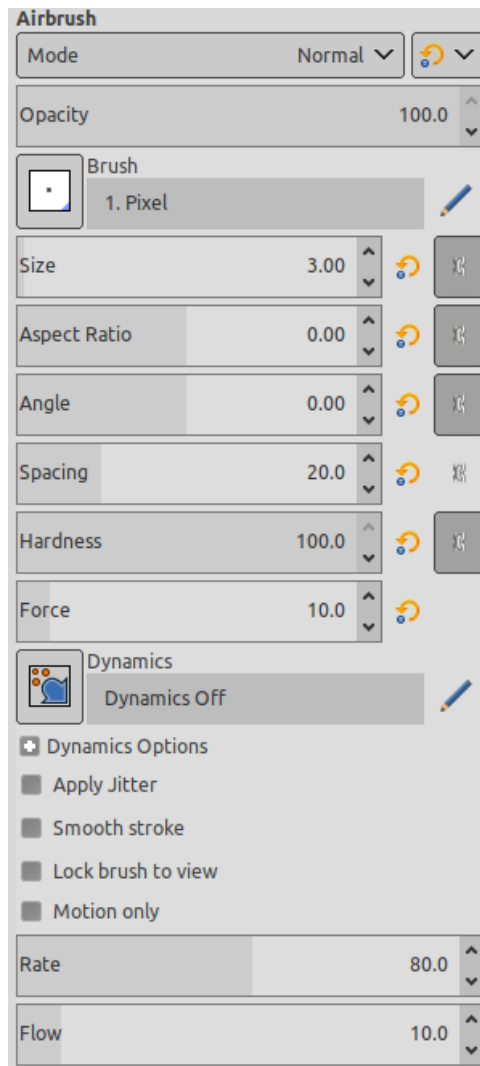 Airbrush
Mode Normal
Opacity 100.0
Brush
1. Pixel
Size 3.00
Aspect Ratio 0.00
Angle 0.00
Spacing 20.0
Hardness 100.0
Force 10.0
Dynamics
Dynamics Off
Dynamics Options
Apply Jitter
Smooth stroke
Lock brush to view
Motion only
Rate 80.0
Flow 10.0